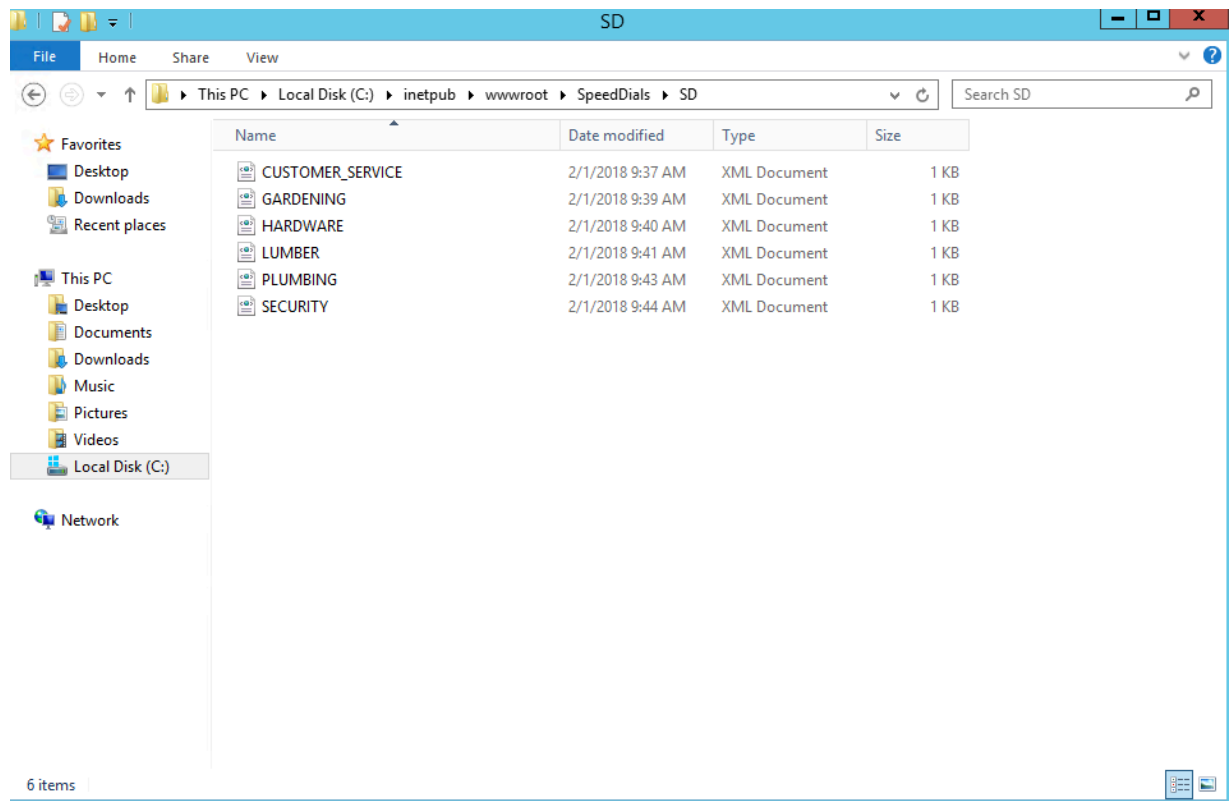 SD
File Home Share View
This PC Local Disk (C:) inetpub wwwroot SpeedDials SD Search SD
Name Date modified Type Size
Favorites
Desktop
Downloads
Recent places
This PC
Desktop
Documents
Downloads
Music
Pictures
Videos
Local Disk (C:)
Network
CUSTOMER_SERVICE 2/1/2018 9:37 AM XML Document 1 KB
GARDENING 2/1/2018 9:39 AM XML Document 1 KB
HARDWARE 2/1/2018 9:40 AM XML Document 1 KB
LUMBER 2/1/2018 9:41 AM XML Document 1 KB
PLUMBING 2/1/2018 9:43 AM XML Document 1 KB
SECURITY 2/1/2018 9:44 AM XML Document 1 KB
6 items